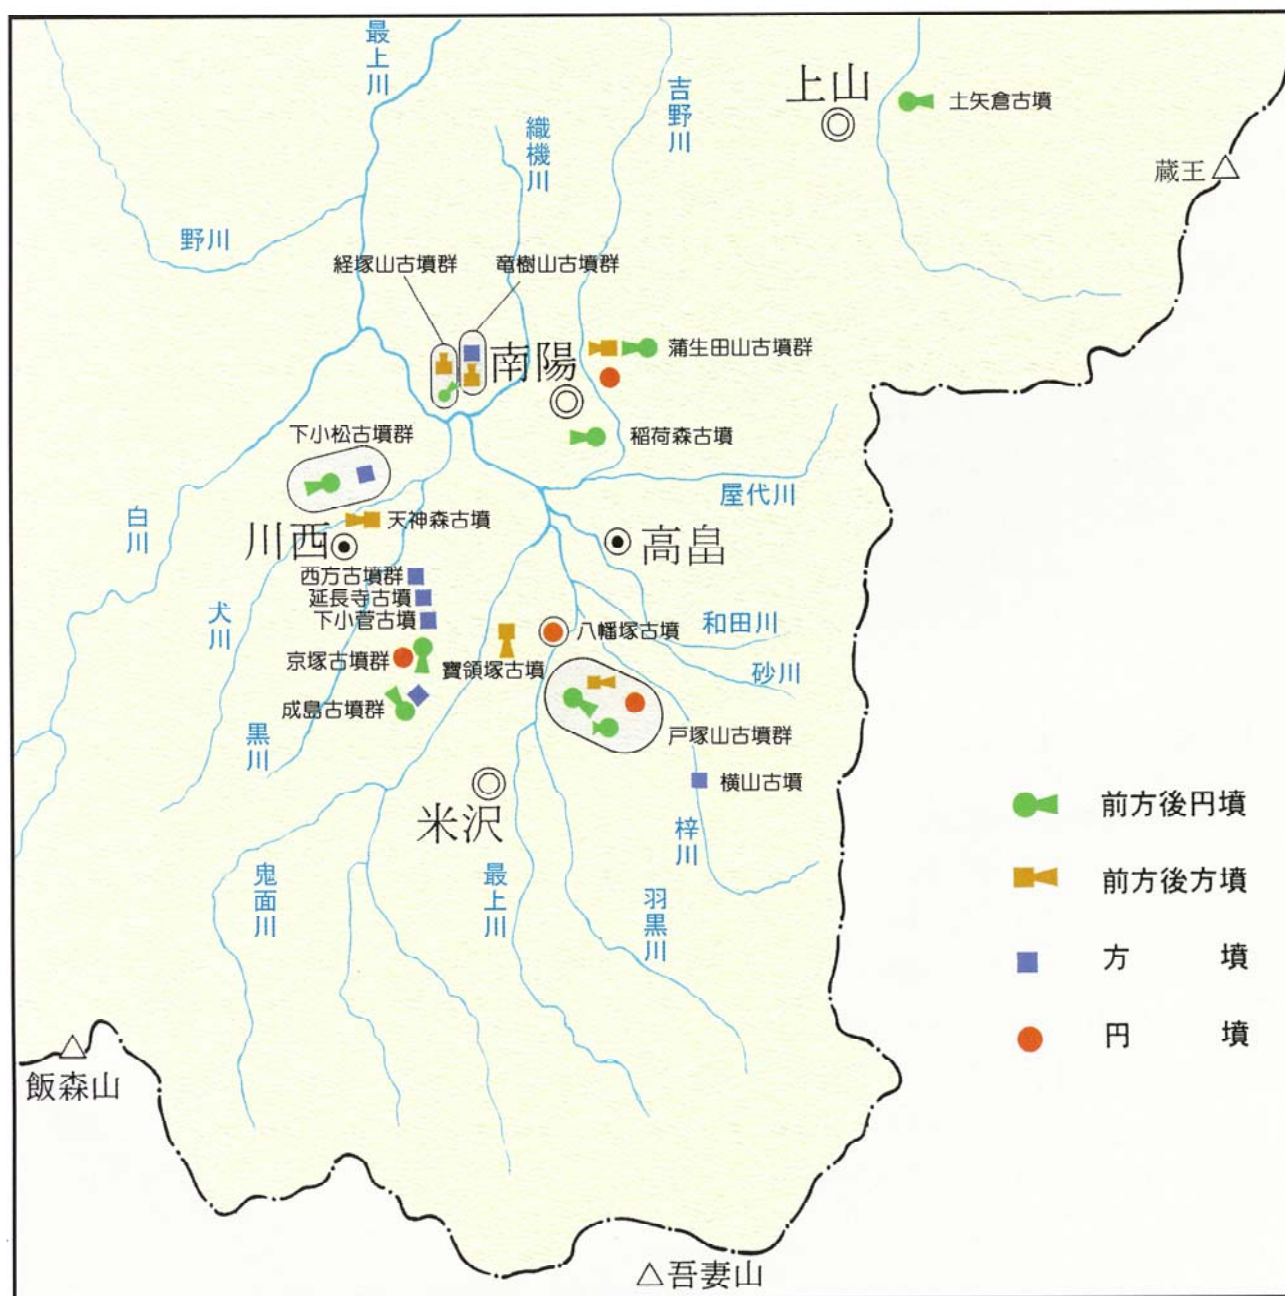 最上川
織機川
吉野川
上山
土矢倉古墳
蔵王
野川
経塚山古墳群
竜樹山古墳群
南陽
蒲生田山古墳群
稲荷森古墳
下小松古墳群
屋代川
白川
天神森古墳
川西
高畠
西方古墳群
延長寺古墳
下小菅古墳
犬川
八幡塚古墳
和田川
京塚古墳群
寶領塚古墳
砂川
成島古墳群
黒川
戸塚山古墳群
横山古墳
米沢
梓川
鬼面川
最上川
羽黒川
前方後円墳
前方後方墳
方 墳
円 墳
飯森山
吾妻山